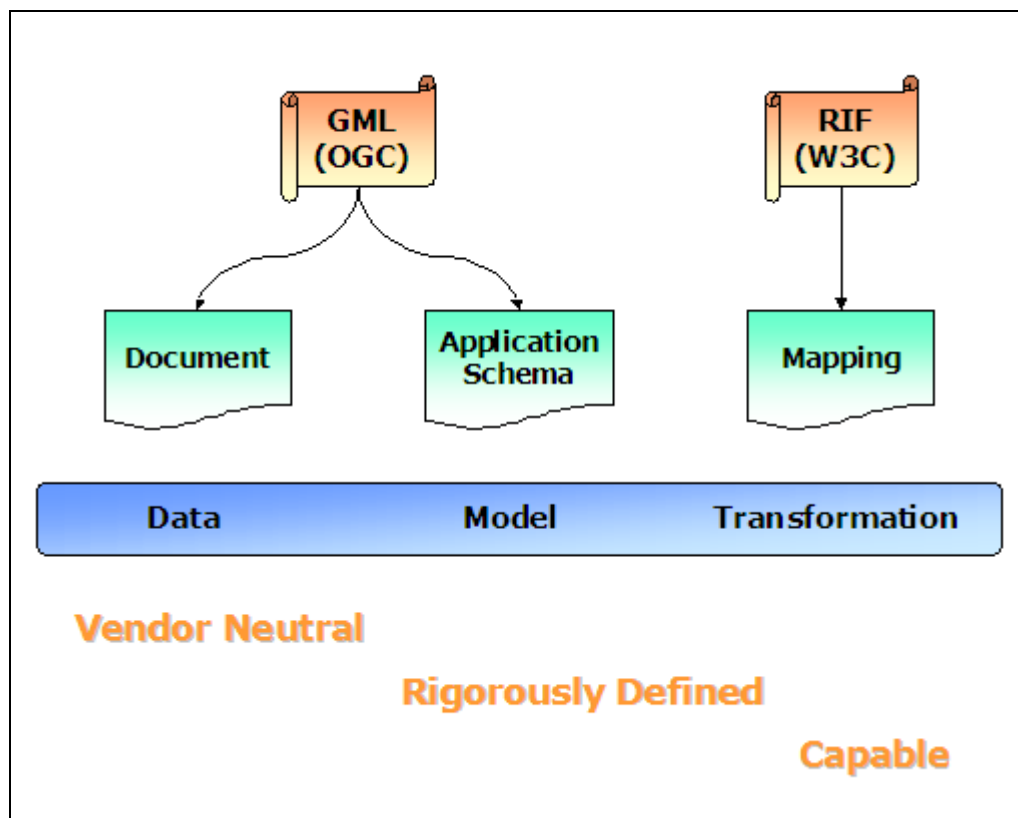 GML
(OGC)
RIF
(W3C)
Document
Application
Schema
Mapping
Data
Model
Transformation
Vendor Neutral
Rigorously Defined
Capable